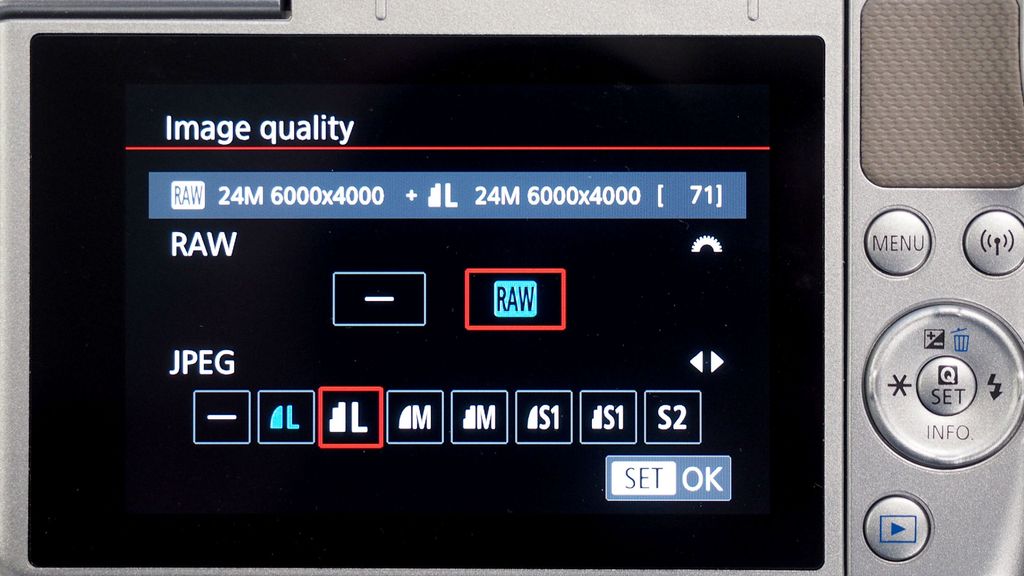 Image quality
RAW 24M 6000x4000 + L 24M 6000x4000 [ 71]
RAW
— RAW
JPEG
— L L M M S1 S1 S2
SET OK
MENU
Q
SET
INFO.